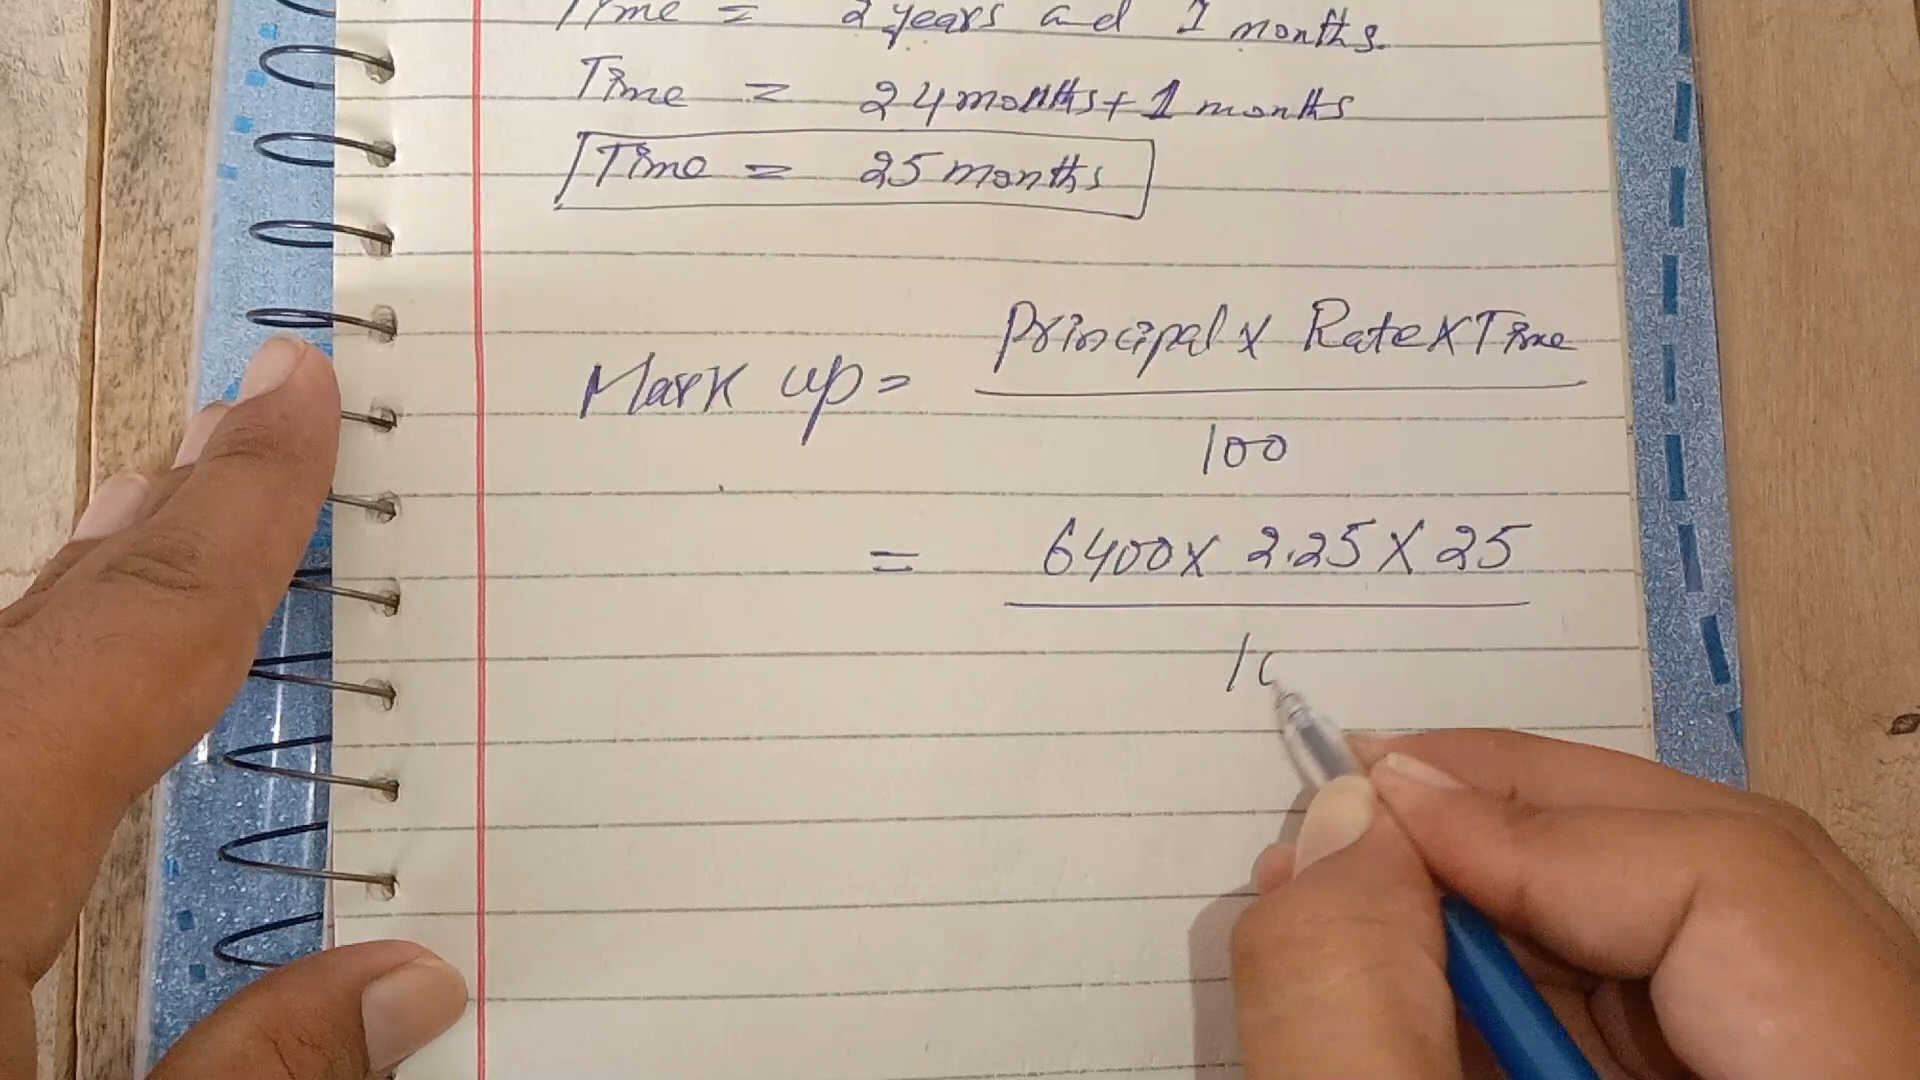 Time = 2 years and 1 months.
Time = 24 months + 1 months
Time = 25 months
Principal x Rate x Time
Mark up =
100
= 6400 x 2.25 x 25
10